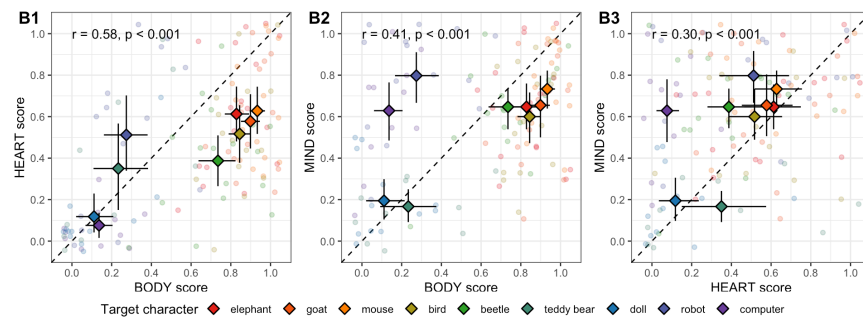 B1
r = 0.58, p < 0.001
1.0
0.8
0.6
0.4
0.2
0.0
HEART score
0.0 0.2 0.4 0.6 0.8 1.0
BODY score
B2
r = 0.41, p < 0.001
1.0
0.8
0.6
0.4
0.2
0.0
MIND score
0.0 0.2 0.4 0.6 0.8 1.0
BODY score
B3
r = 0.30, p < 0.001
1.0
0.8
0.6
0.4
0.2
0.0
MIND score
0.0 0.2 0.4 0.6 0.8 1.0
HEART score
Target character elephant goat mouse bird beetle teddy bear doll robot computer